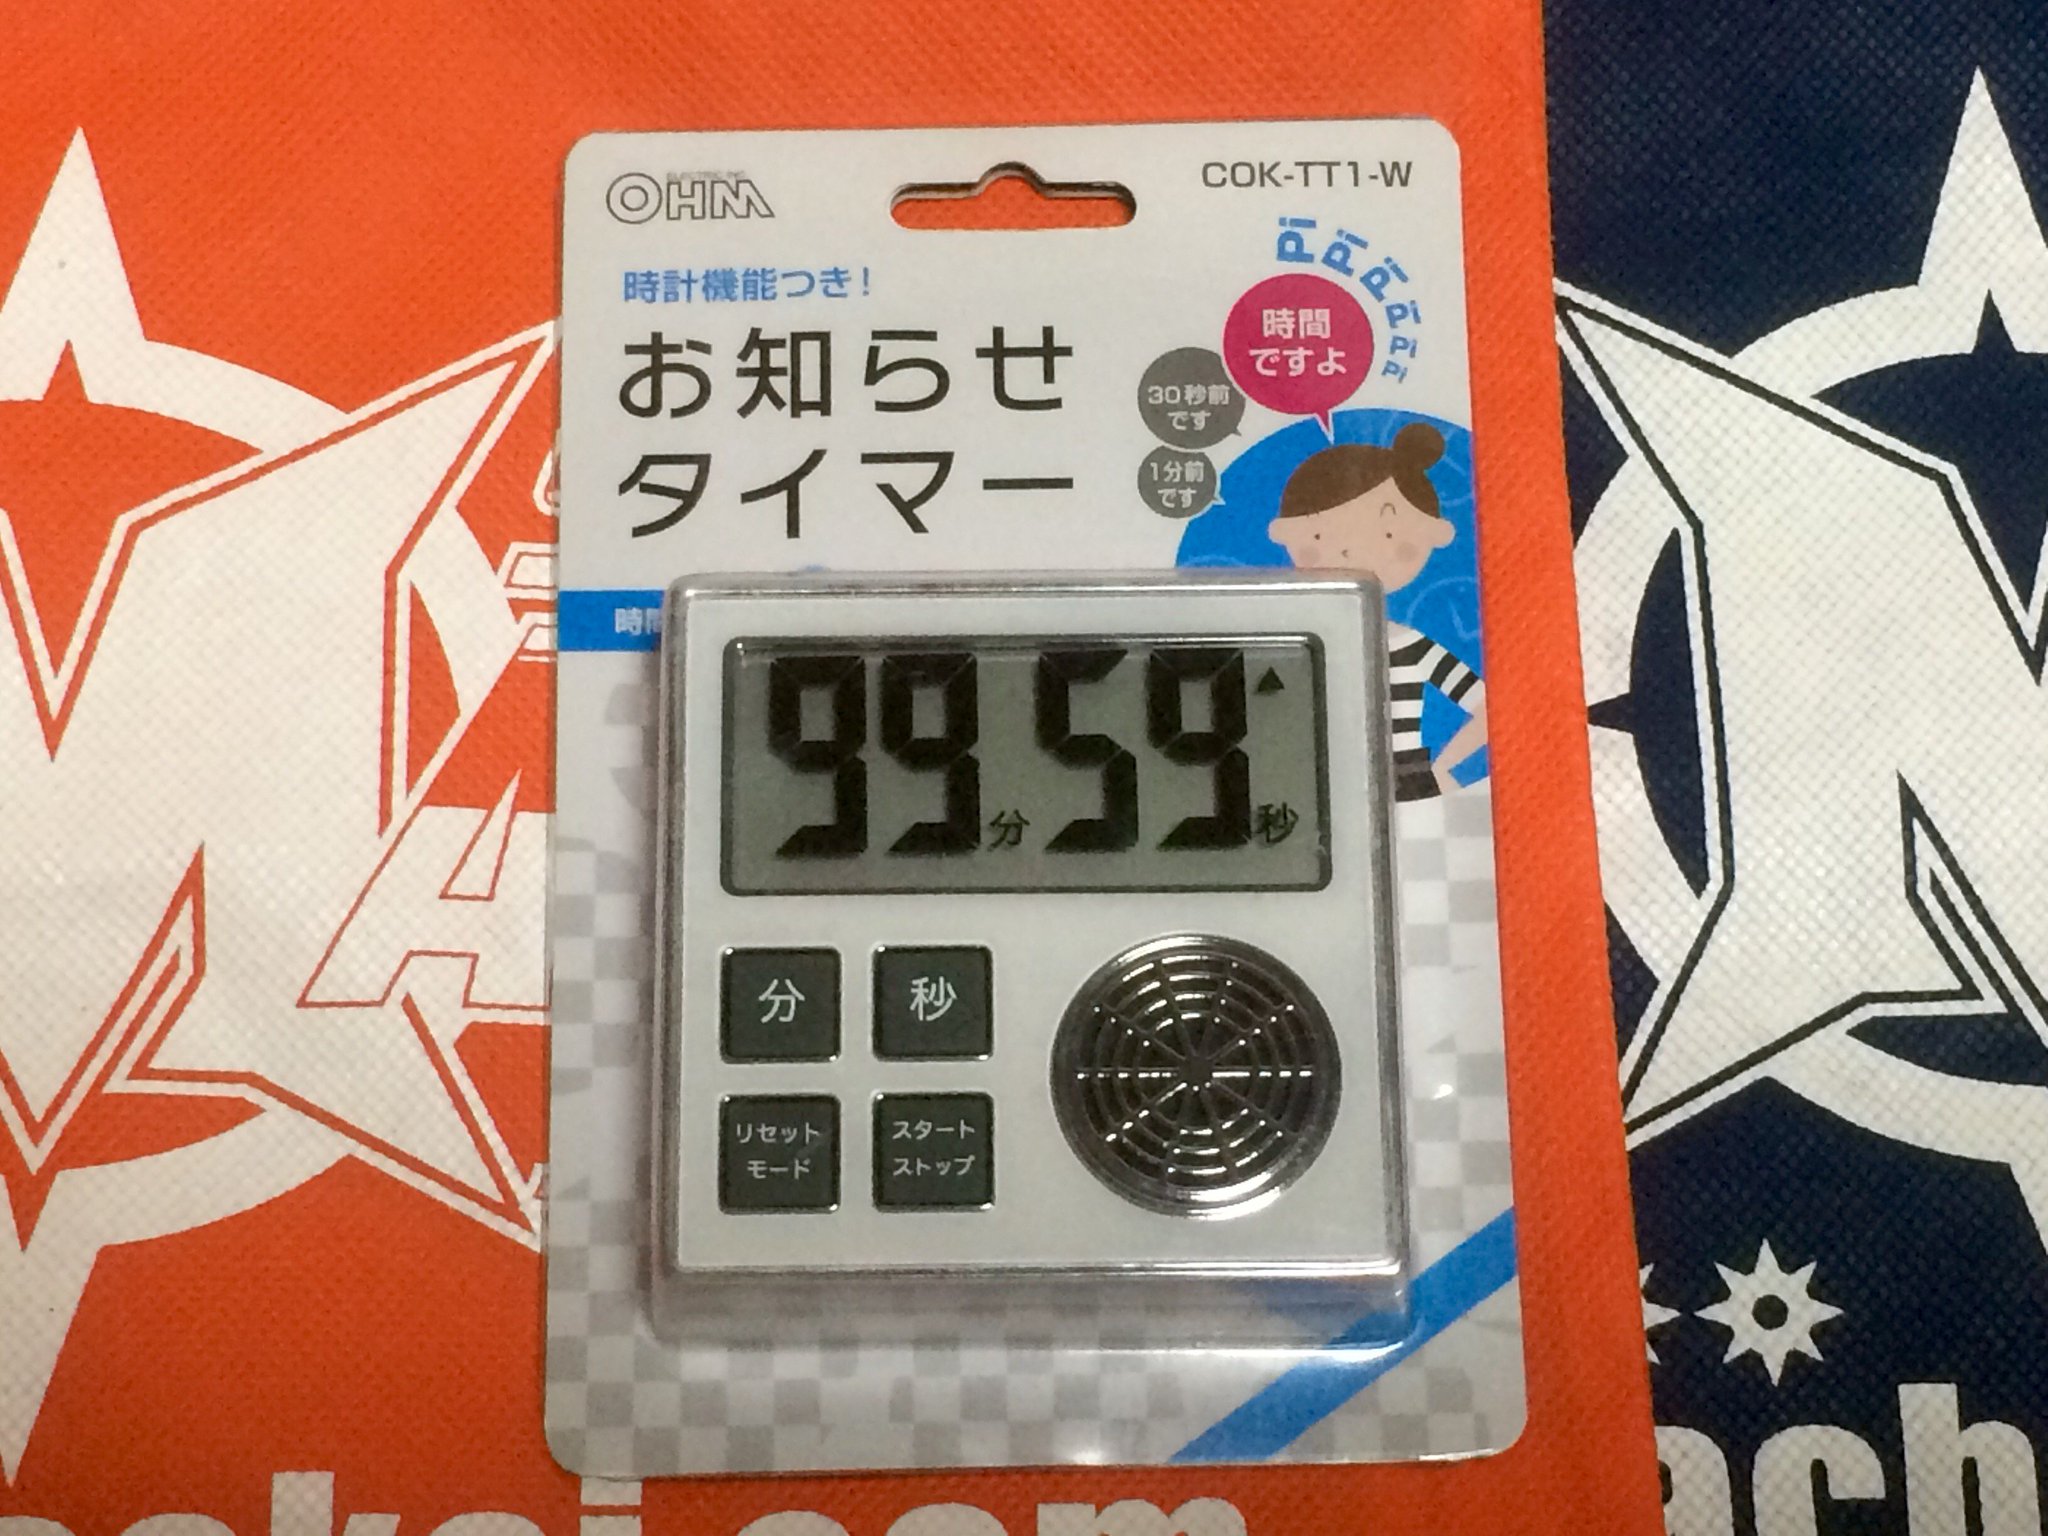 ELECTRIC INC.
OHM
COK-TT1-W
時計機能つき!
お知らせ
タイマー
Pi Pi Pi Pi Pi Pi
時間
ですよ
30秒前
です
1分前
です
99分59秒
分
秒
リセット
モード
スタート
ストップ